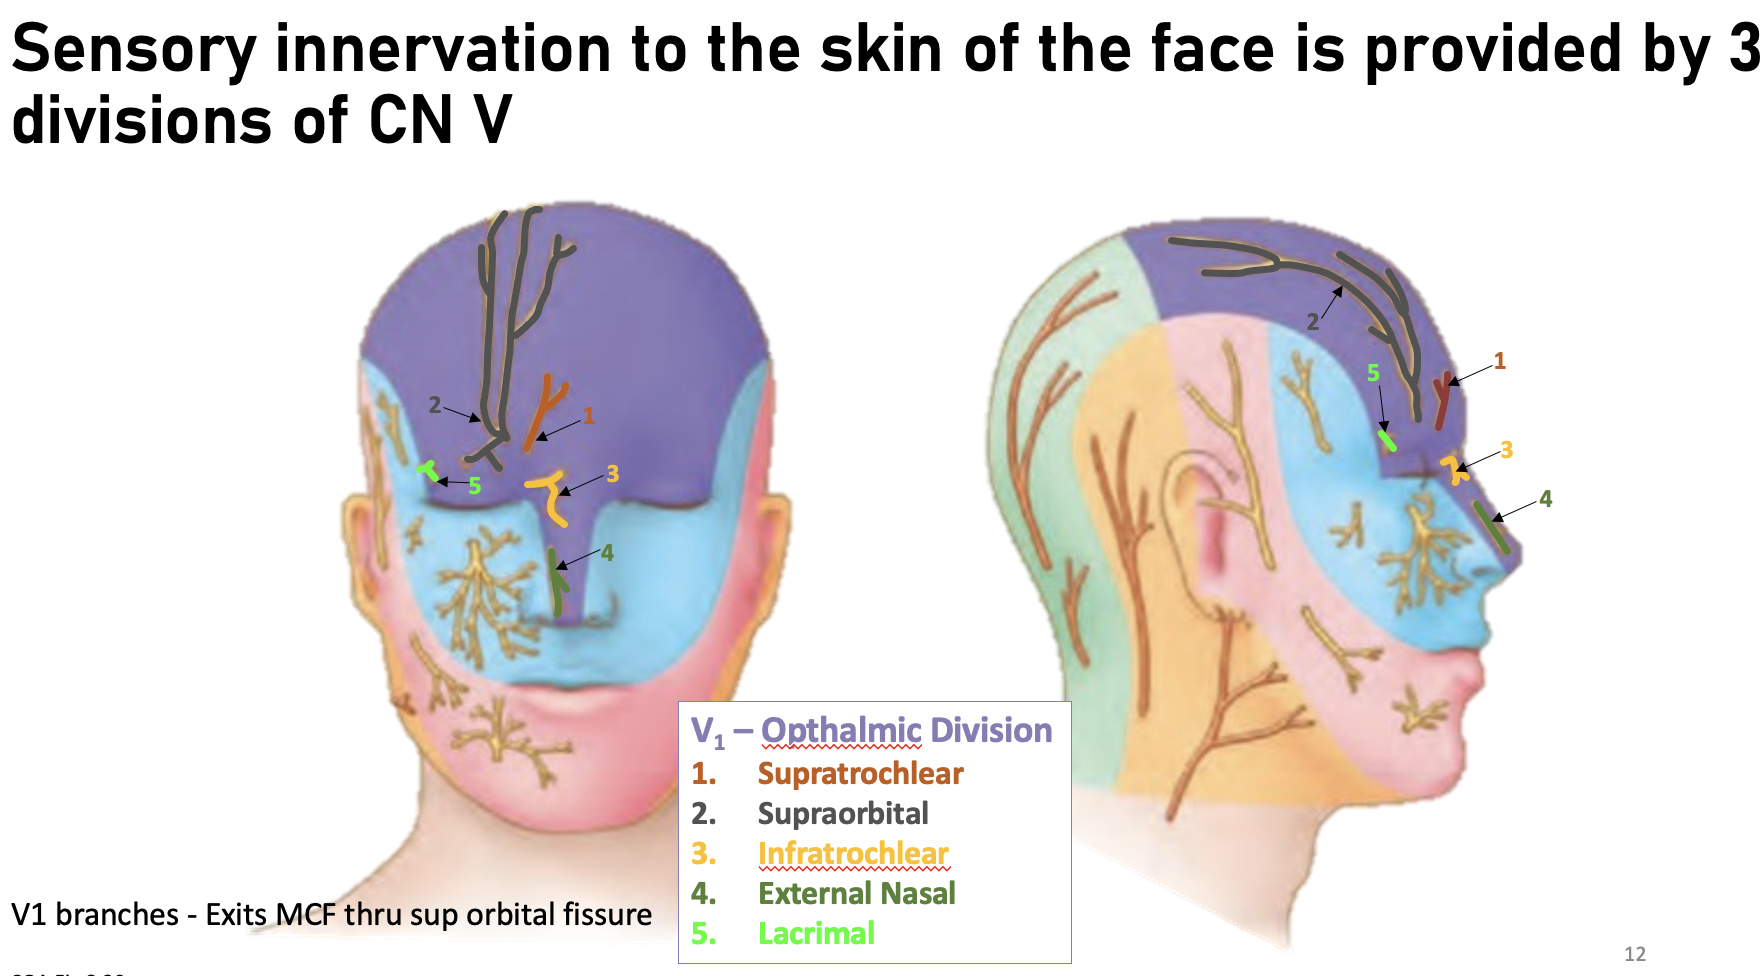 Sensory innervation to the skin of the face is provided by 3
divisions of CN V
2
1
5
3
4
2
5
1
3
4
V1 – Opthalmic Division
1. Supratrochlear
2. Supraorbital
3. Infratrochlear
4. External Nasal
5. Lacrimal
V1 branches - Exits MCF thru sup orbital fissure
12